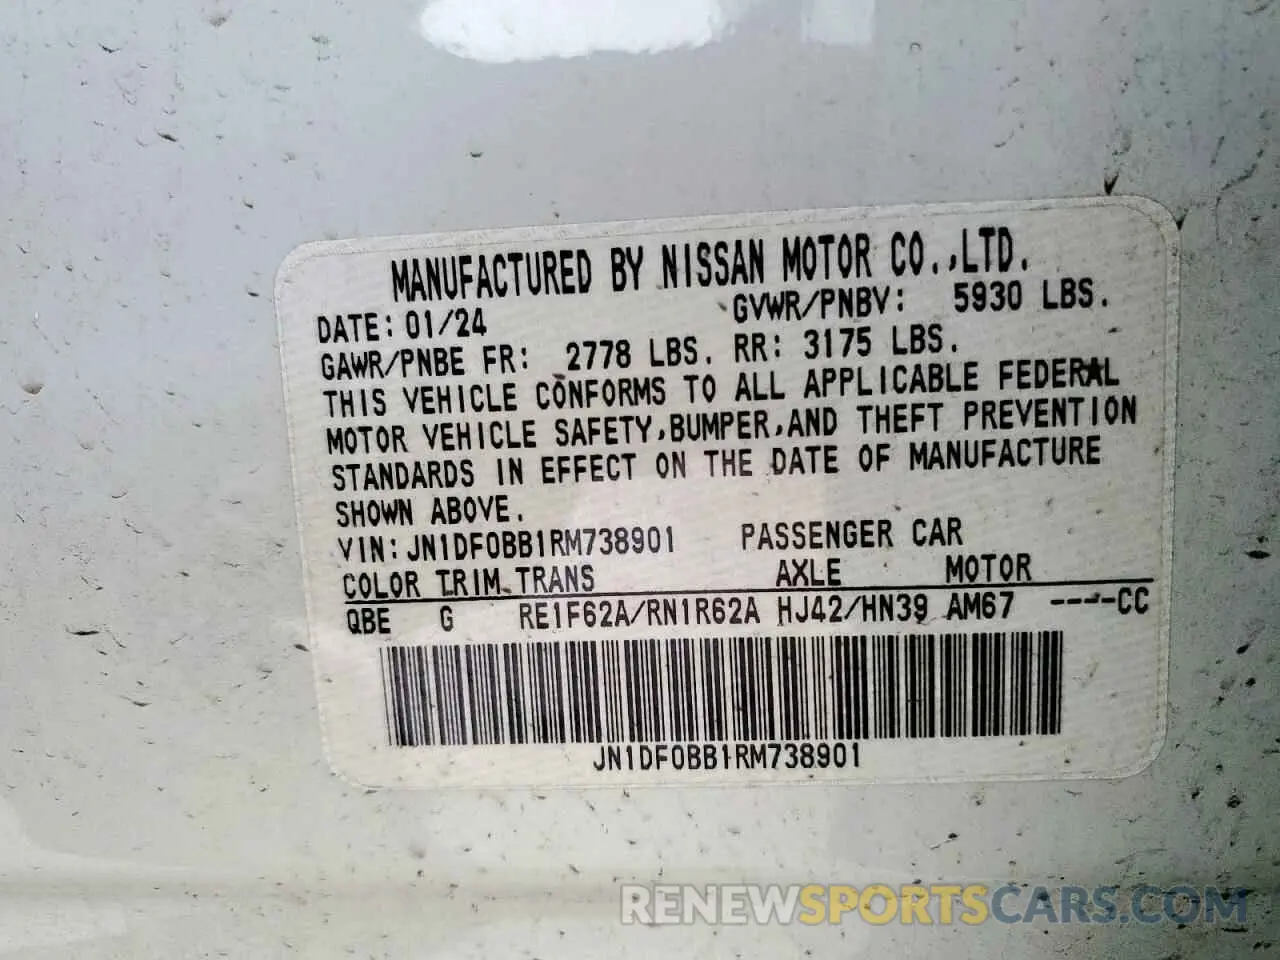 MANUFACTURED BY NISSAN MOTOR CO.,LTD.
DATE: 01/24 GVWR/PNBV: 5930 LBS.
GAWR/PNBE FR: 2778 LBS. RR: 3175 LBS.
THIS VEHICLE CONFORMS TO ALL APPLICABLE FEDERAL
MOTOR VEHICLE SAFETY,BUMPER,AND THEFT PREVENTION
STANDARDS IN EFFECT ON THE DATE OF MANUFACTURE
SHOWN ABOVE.
VIN: JN1DF0BB1RM738901 PASSENGER CAR
COLOR TRIM TRANS AXLE MOTOR
QBE G RE1F62A/RN1R62A HJ42/HN39 AM67 ----CC
JN1DF0BB1RM738901
RENEWSPORTSCARS.COM